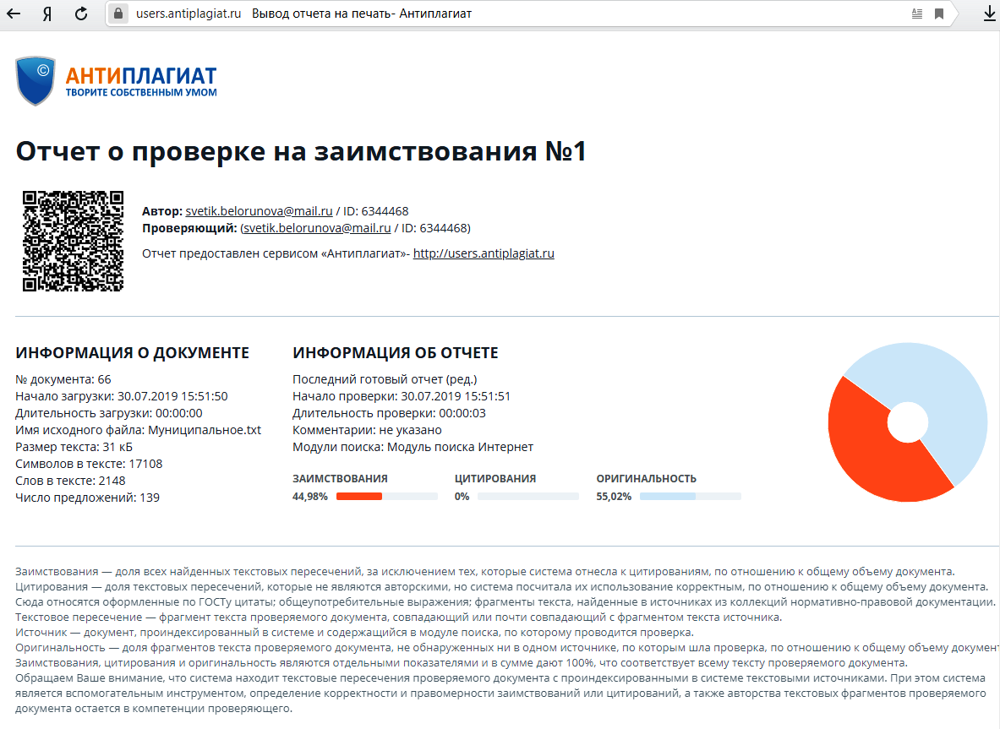 users.antiplagiat.ru Вывод отчета на печать- Антиплагиат
АНТИПЛАГИАТ
ТВОРИТЕ СОБСТВЕННЫМ УМОМ
Отчет о проверке на заимствования №1
Автор: svetik.belorunova@mail.ru / ID: 6344468
Проверяющий: (svetik.belorunova@mail.ru / ID: 6344468)
Отчет предоставлен сервисом «Антиплагиат»- http://users.antiplagiat.ru
ИНФОРМАЦИЯ О ДОКУМЕНТЕ
№ документа: 66
Начало загрузки: 30.07.2019 15:51:50
Длительность загрузки: 00:00:00
Имя исходного файла: Муниципальное.txt
Размер текста: 31 кБ
Символов в тексте: 17108
Слов в тексте: 2148
Число предложений: 139
ИНФОРМАЦИЯ ОБ ОТЧЕТЕ
Последний готовый отчет (ред.)
Начало проверки: 30.07.2019 15:51:51
Длительность проверки: 00:00:03
Комментарии: не указано
Модули поиска: Модуль поиска Интернет
ЗАИМСТВОВАНИЯ
44,98%
ЦИТИРОВАНИЯ
0%
ОРИГИНАЛЬНОСТЬ
55,02%
Заимствования — доля всех найденных текстовых пересечений, за исключением тех, которые система отнесла к цитированиям, по отношению к общему объему документа.
Цитирования — доля текстовых пересечений, которые не являются авторскими, но система посчитала их использование корректным, по отношению к общему объему документа.
Сюда относятся оформленные по ГОСТу цитаты; общеупотребительные выражения; фрагменты текста, найденные в источниках из коллекций нормативно-правовой документации.
Текстовое пересечение — фрагмент текста проверяемого документа, совпадающий или почти совпадающий с фрагментом текста источника.
Источник — документ, проиндексированный в системе и содержащийся в модуле поиска, по которому проводится проверка.
Оригинальность — доля фрагментов текста проверяемого документа, не обнаруженных ни в одном источнике, по которым шла проверка, по отношению к общему объему документ
Заимствования, цитирования и оригинальность являются отдельными показателями и в сумме дают 100%, что соответствует всему тексту проверяемого документа.
Обращаем Ваше внимание, что система находит текстовые пересечения проверяемого документа с проиндексированными в системе текстовыми источниками. При этом система
является вспомогательным инструментом, определение корректности и правомерности заимствований или цитирований, а также авторства текстовых фрагментов проверяемого
документа остается в компетенции проверяющего.